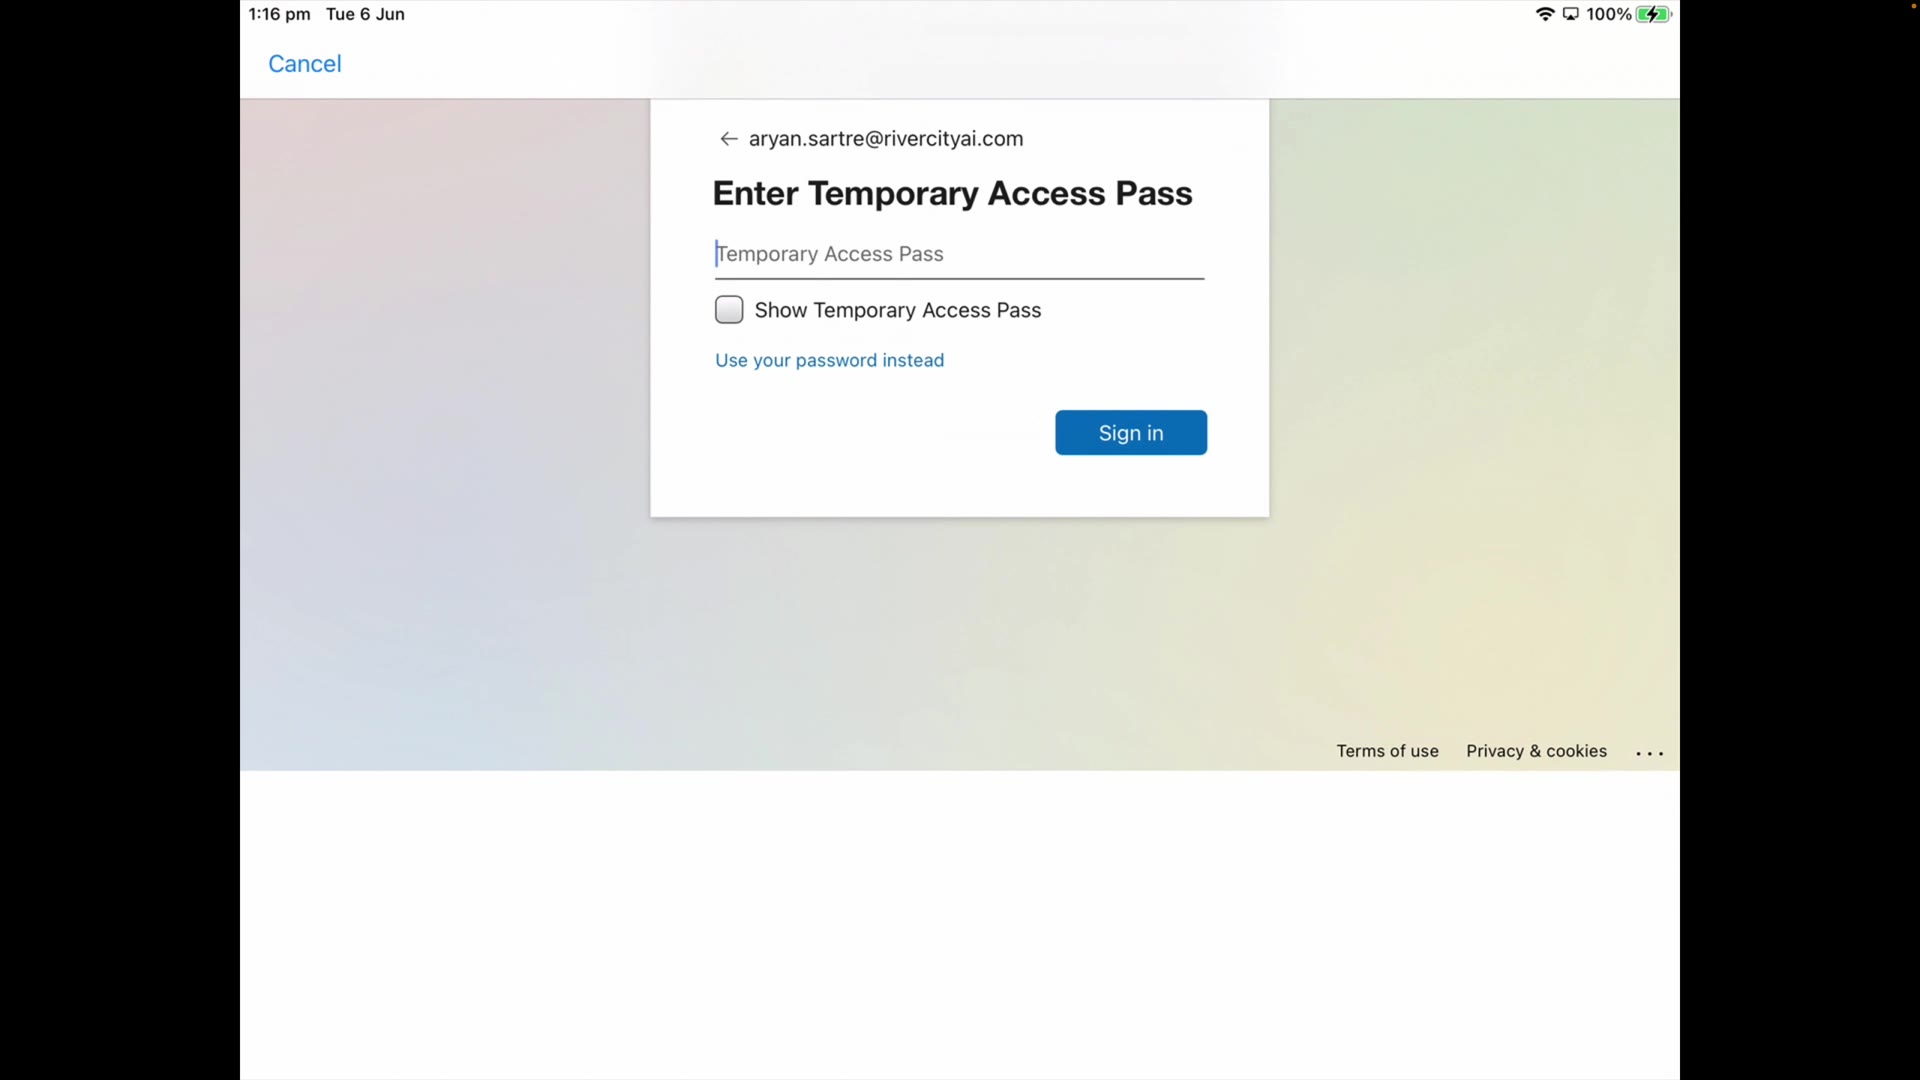 1:16 pm Tue 6 Jun 100%
Cancel
aryan.sartre@rivercityai.com
Enter Temporary Access Pass
Temporary Access Pass
Show Temporary Access Pass
Use your password instead
Sign in
Terms of use Privacy & cookies ...